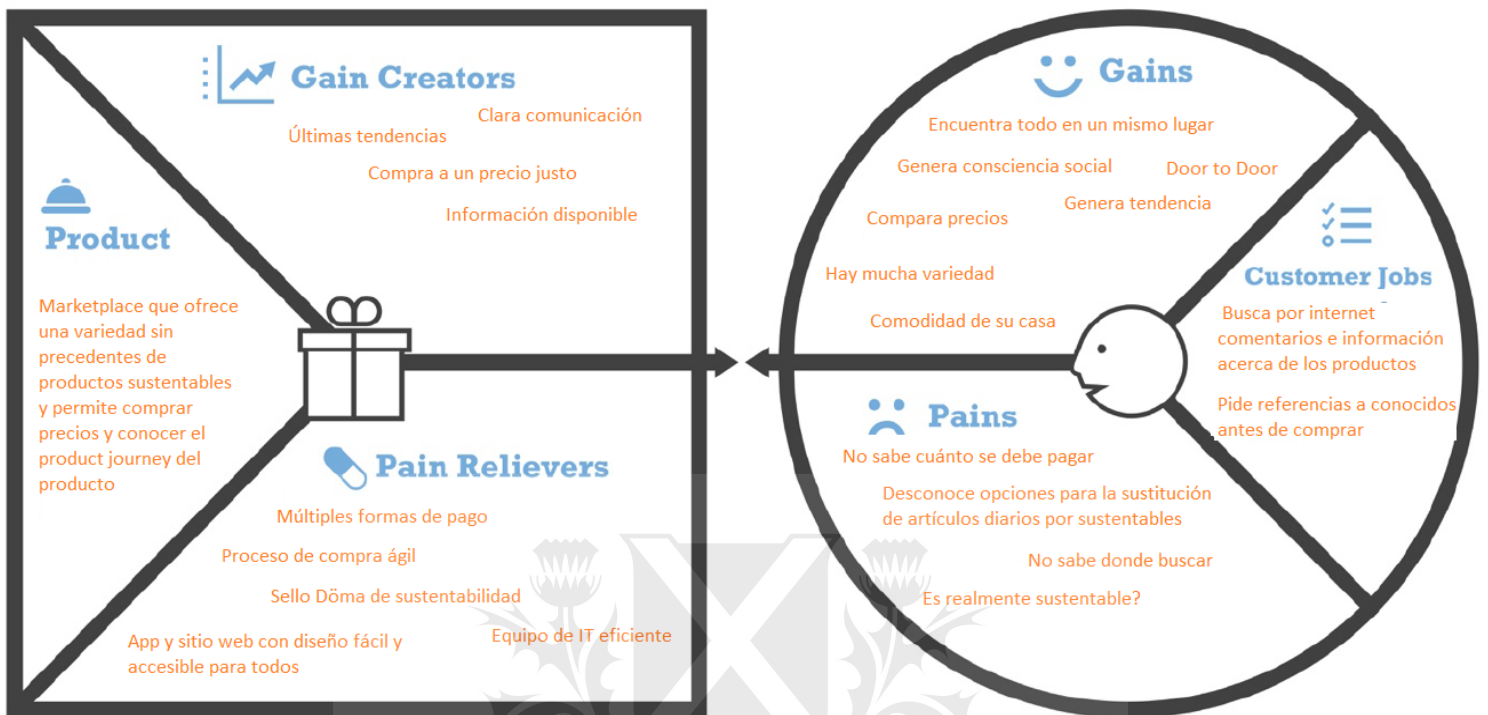 Gain Creators
Clara comunicación
Últimas tendencias
Compra a un precio justo
Información disponible
Product
Marketplace que ofrece
una variedad sin
precedentes de
productos sustentables
y permite comprar
precios y conocer el
product journey del
producto
Pain Relievers
Múltiples formas de pago
Proceso de compra ágil
Sello Döma de sustentabilidad
App y sitio web con diseño fácil y
accesible para todos
Equipo de IT eficiente
Gains
Encuentra todo en un mismo lugar
Genera consciencia social
Door to Door
Genera tendencia
Compara precios
Hay mucha variedad
Comodidad de su casa
Customer Jobs
Busca por internet
comentarios e información
acerca de los productos
Pide referencias a conocidos
antes de comprar
Pains
No sabe cuánto se debe pagar
Desconoce opciones para la sustitución
de artículos diarios por sustentables
No sabe donde buscar
Es realmente sustentable?